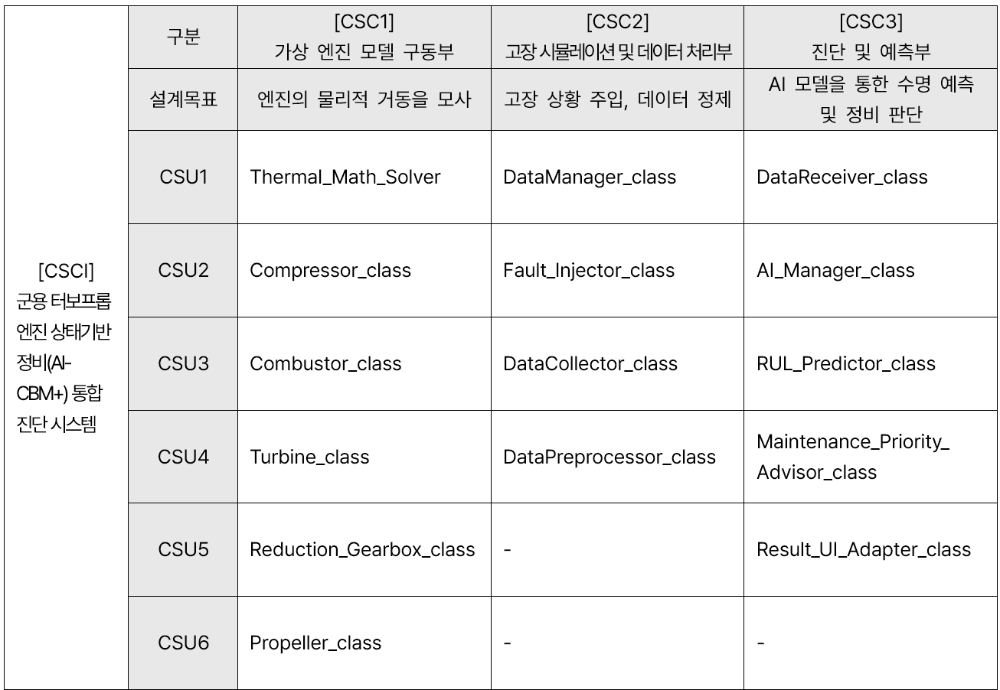 구분
[CSC1]
가상 엔진 모델 구동부
[CSC2]
고장 시뮬레이션 및 데이터 처리부
[CSC3]
진단 및 예측부
설계목표
엔진의 물리적 거동을 모사
고장 상황 주입, 데이터 정제
AI 모델을 통한 수명 예측
및 정비 판단
[CSCI]
군용 터보프롭
엔진 상태기반
정비(AI-
CBM+) 통합
진단 시스템
CSU1
Thermal_Math_Solver
DataManager_class
DataReceiver_class
CSU2
Compressor_class
Fault_Injector_class
AI_Manager_class
CSU3
Combustor_class
DataCollector_class
RUL_Predictor_class
CSU4
Turbine_class
DataPreprocessor_class
Maintenance_Priority_
Advisor_class
CSU5
Reduction_Gearbox_class
-
Result_UI_Adapter_class
CSU6
Propeller_class
-
-